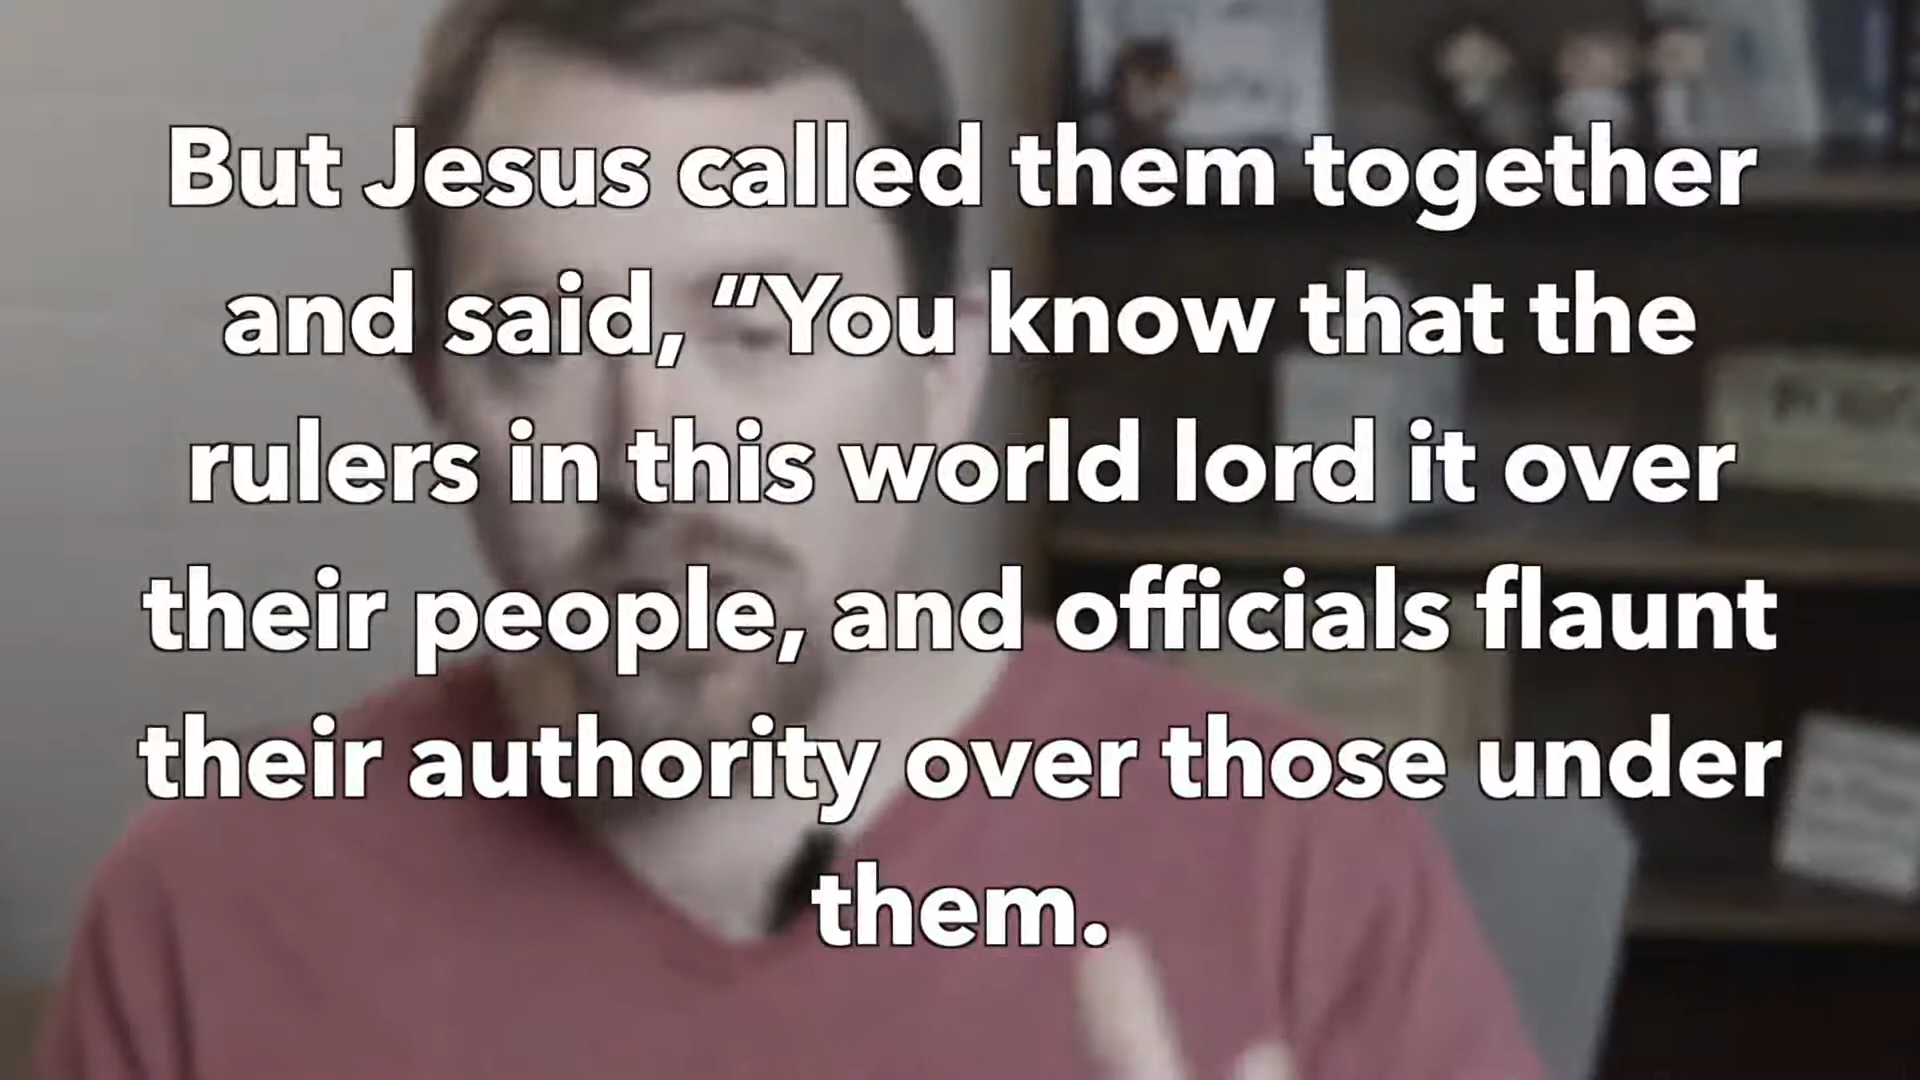 But Jesus called them together
and said, “You know that the
rulers in this world lord it over
their people, and officials flaunt
their authority over those under
them.